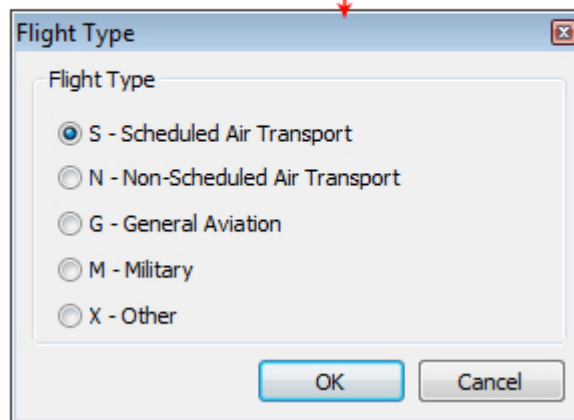 Flight Type
Flight Type
S - Scheduled Air Transport
N - Non-Scheduled Air Transport
G - General Aviation
M - Military
X - Other
OK Cancel